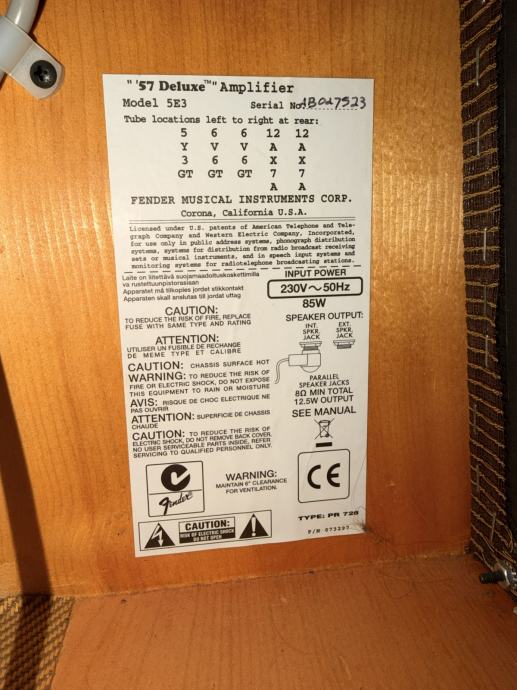 "'57 Deluxe™" Amplifier
Model 5E3 Serial No. AB047523
Tube locations left to right at rear:
5 6 6 12 12
Y V V A A
3 6 6 X X
GT GT GT 7 7
A A
FENDER MUSICAL INSTRUMENTS CORP.
Corona, California U.S.A.
Licensed under U.S. patents of American Telephone and Tele-
graph Company and Western Electric Company, Incorporated,
for use only in public address systems, phonograph distribution
systems, systems for distribution from radio broadcast receiving
sets or musical instruments, and in speech input systems and
monitoring systems for radiotelephone broadcasting stations.
Laite on liitettävä suojamaadoituskoskettimilla
va rustettuunpistorasiaan
Apparatet må tilkoples jordet stikkontakt
Apparaten skall anslutas till jordat uttag
CAUTION:
TO REDUCE THE RISK OF FIRE, REPLACE
FUSE WITH SAME TYPE AND RATING
ATTENTION:
UTILISER UN FUSIBLE DE RECHANGE
DE MEME TYPE ET CALIBRE
CAUTION: CHASSIS SURFACE HOT
WARNING: TO REDUCE THE RISK OF
FIRE OR ELECTRIC SHOCK, DO NOT EXPOSE
THIS EQUIPMENT TO RAIN OR MOISTURE
AVIS: RISQUE DE CHOC ELECTRIQUE NE
PAS OUVRIR
ATTENTION: SUPERFICIE DE CHASSIS
CHAUDE
CAUTION: TO REDUCE THE RISK OF
ELECTRIC SHOCK, DO NOT REMOVE BACK COVER,
NO USER SERVICEABLE PARTS INSIDE, REFER
SERVICING TO QUALIFIED PERSONNEL ONLY.
INPUT POWER
230V～50Hz
85W
SPEAKER OUTPUT:
INT. EXT.
SPKR. SPKR.
JACK JACK
PARALLEL
SPEAKER JACKS
8Ω MIN TOTAL
12.5W OUTPUT
SEE MANUAL
Fender
WARNING:
MAINTAIN 6" CLEARANCE
FOR VENTILATION.
CE
CAUTION:
RISK OF ELECTRIC SHOCK
DO NOT OPEN
TYPE: PR 728
P/N 073297